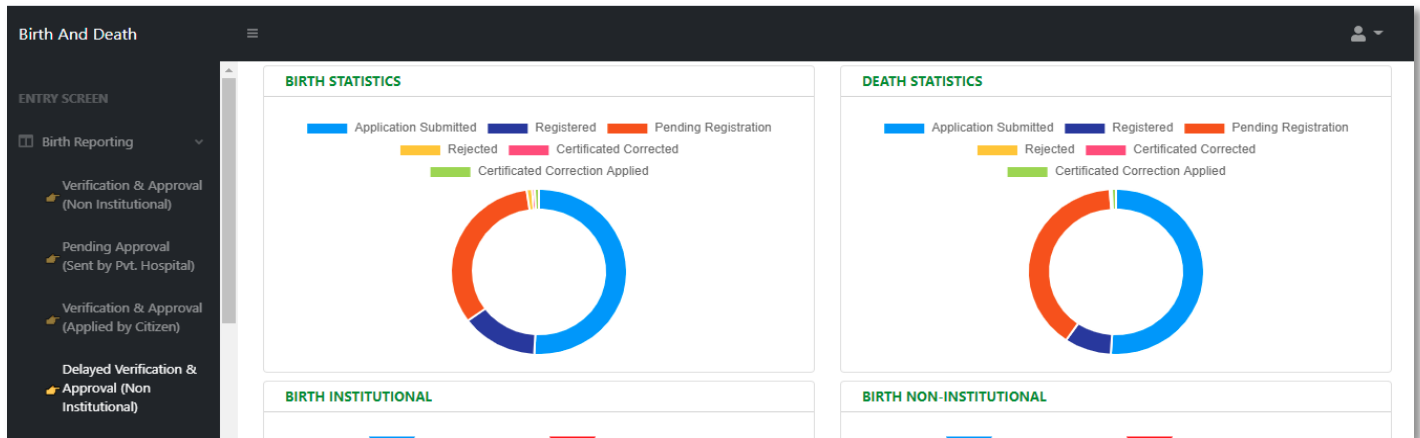 Birth And Death
ENTRY SCREEN
Birth Reporting
Verification & Approval
(Non Institutional)
Pending Approval
(Sent by Pvt. Hospital)
Verification & Approval
(Applied by Citizen)
Delayed Verification &
Approval (Non
Institutional)
BIRTH STATISTICS
Application Submitted Registered Pending Registration
Rejected Certificated Corrected
Certificated Correction Applied
DEATH STATISTICS
Application Submitted Registered Pending Registration
Rejected Certificated Corrected
Certificated Correction Applied
BIRTH INSTITUTIONAL
BIRTH NON-INSTITUTIONAL